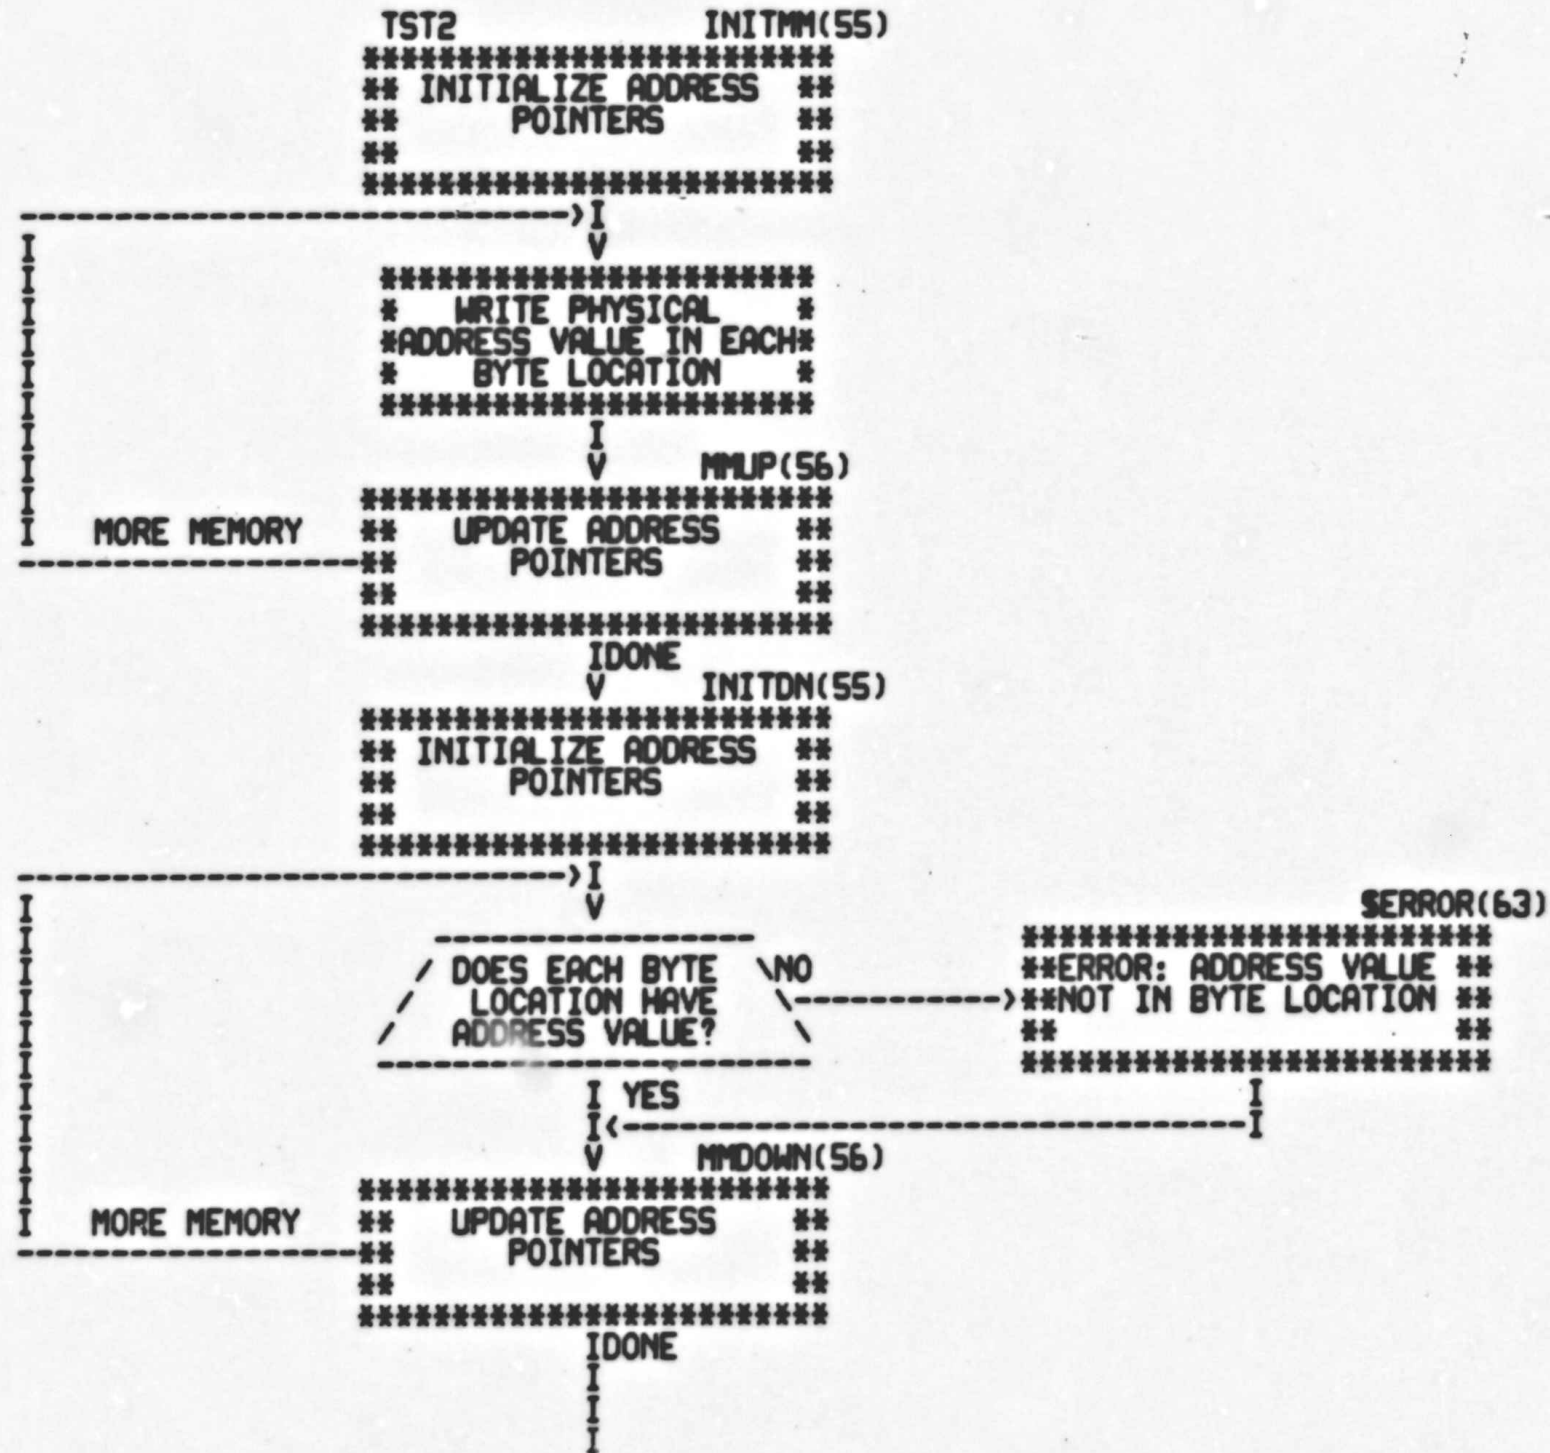 TST2 INITMM(55)
*************************
** INITIALIZE ADDRESS **
** POINTERS **
** **
*************************
----------------------------->I
I V
I ***********************
I * WRITE PHYSICAL *
I *ADDRESS VALUE IN EACH*
I * BYTE LOCATION *
I ***********************
I I
I V MMUP(56)
I *************************
I MORE MEMORY ** UPDATE ADDRESS **
------------------** POINTERS **
** **
*************************
IDONE
V INITDN(55)
*************************
** INITIALIZE ADDRESS **
** POINTERS **
** **
*************************
----------------------------->I
I V $ERROR(63)
I ----------------- *************************
I / DOES EACH BYTE \NO **ERROR: ADDRESS VALUE **
I / LOCATION HAVE \----------->**NOT IN BYTE LOCATION **
I / ADDRESS VALUE? \ ** **
I ----------------------- *************************
I I YES I
I I<---------------------------------I
I V MMDOWN(56)
I *************************
I MORE MEMORY ** UPDATE ADDRESS **
------------------** POINTERS **
** **
*************************
IDONE
I
I
I